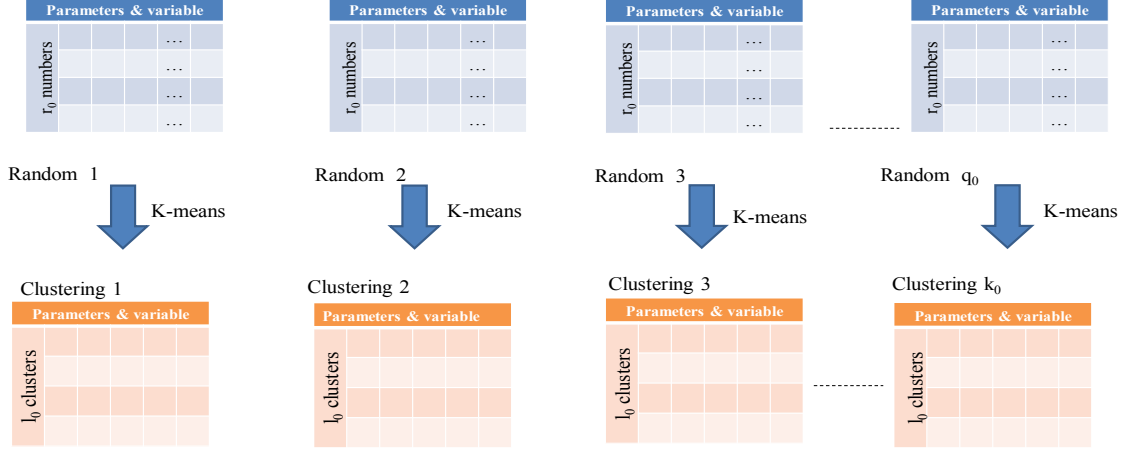 Parameters & variable Parameters & variable Parameters & variable Parameters & variable
r0 numbers r0 numbers r0 numbers r0 numbers
... ... ... ...
... ... ... ...
... ... ... ...
... ... ... ...
Random 1 Random 2 Random 3 Random q0
K-means K-means K-means K-means
Clustering 1 Clustering 2 Clustering 3 Clustering k0
Parameters & variable Parameters & variable Parameters & variable Parameters & variable
l0 clusters l0 clusters l0 clusters l0 clusters